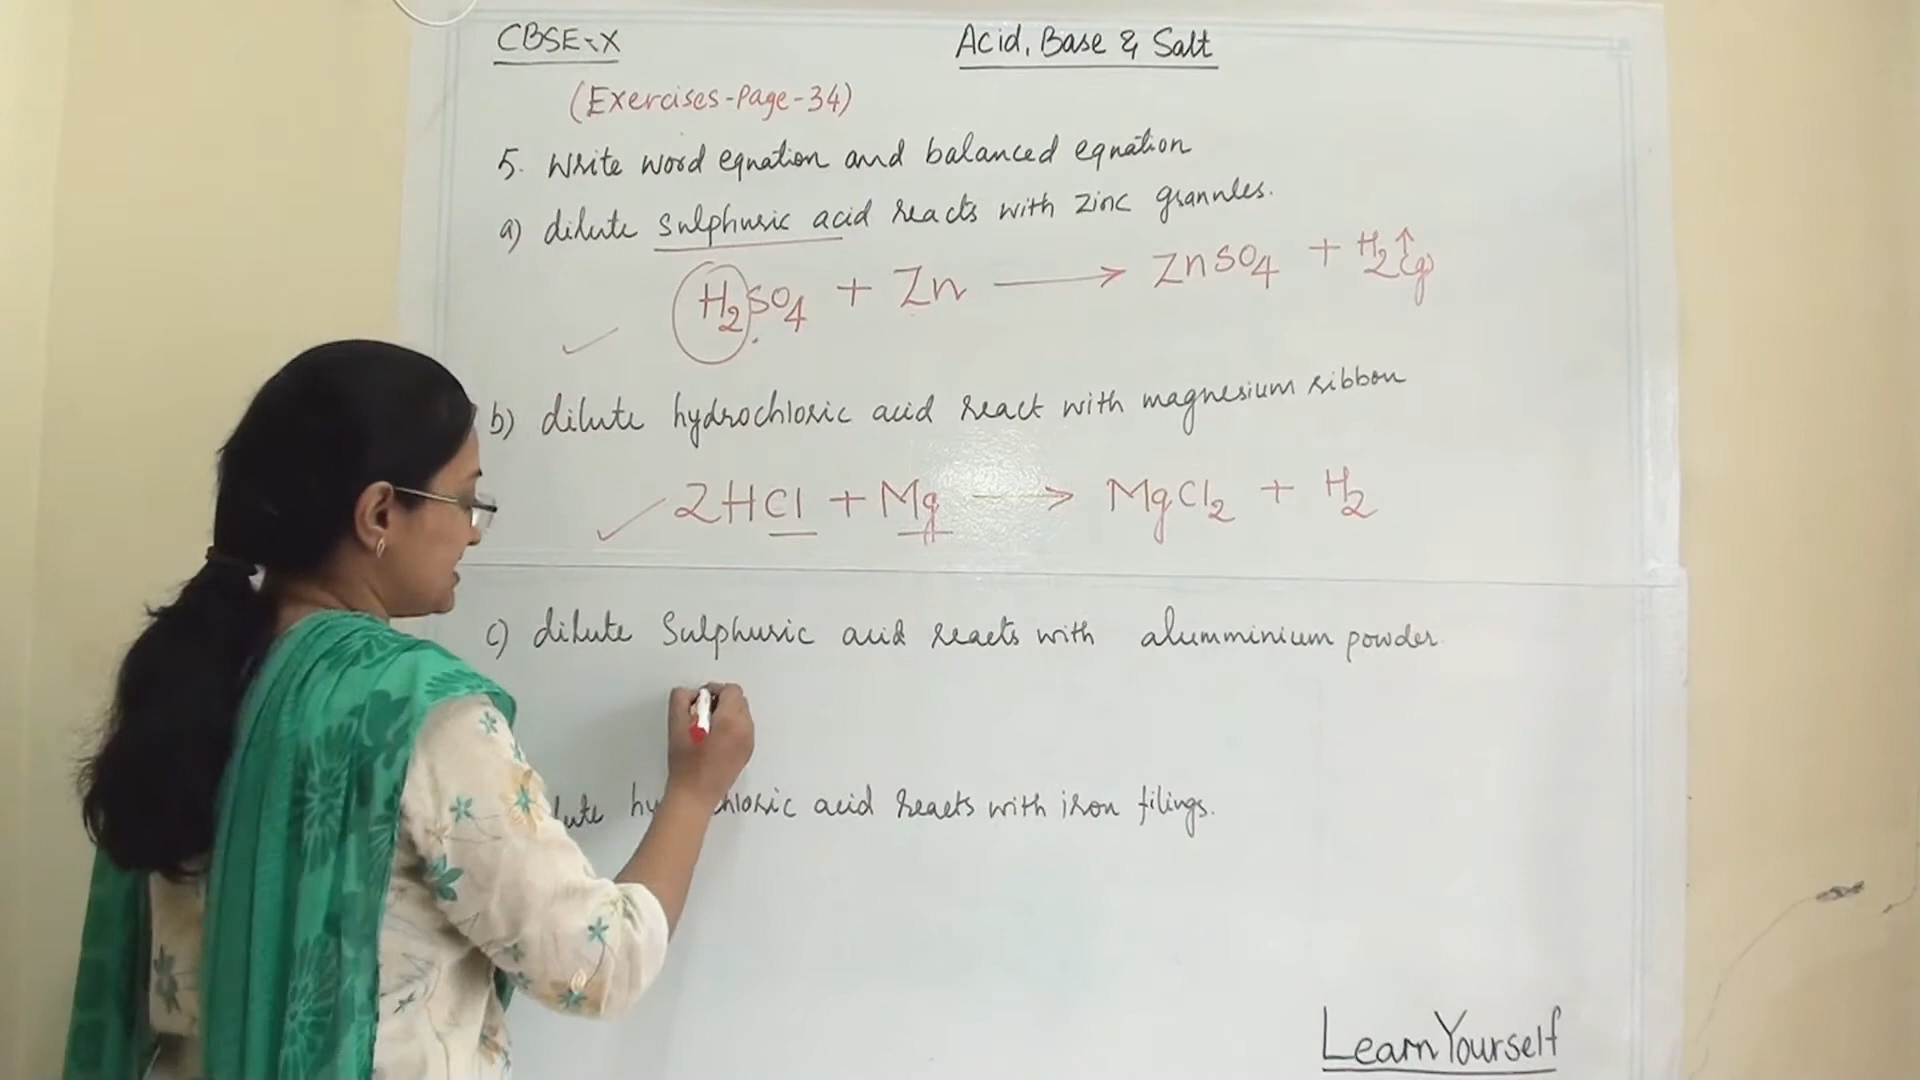 CBSE-X
Acid, Base & Salt
(Exercises-Page-34)
5. Write word equation and balanced equation
a) dilute sulphuric acid reacts with zinc granules.
H2SO4 + Zn → ZnSO4 + H2↑(g)
b) dilute hydrochloric acid react with magnesium ribbon
2HCl + Mg → MgCl2 + H2
c) dilute Sulphuric acid reacts with alumminium powder.
acid reacts with iron filings.
LearnYourself